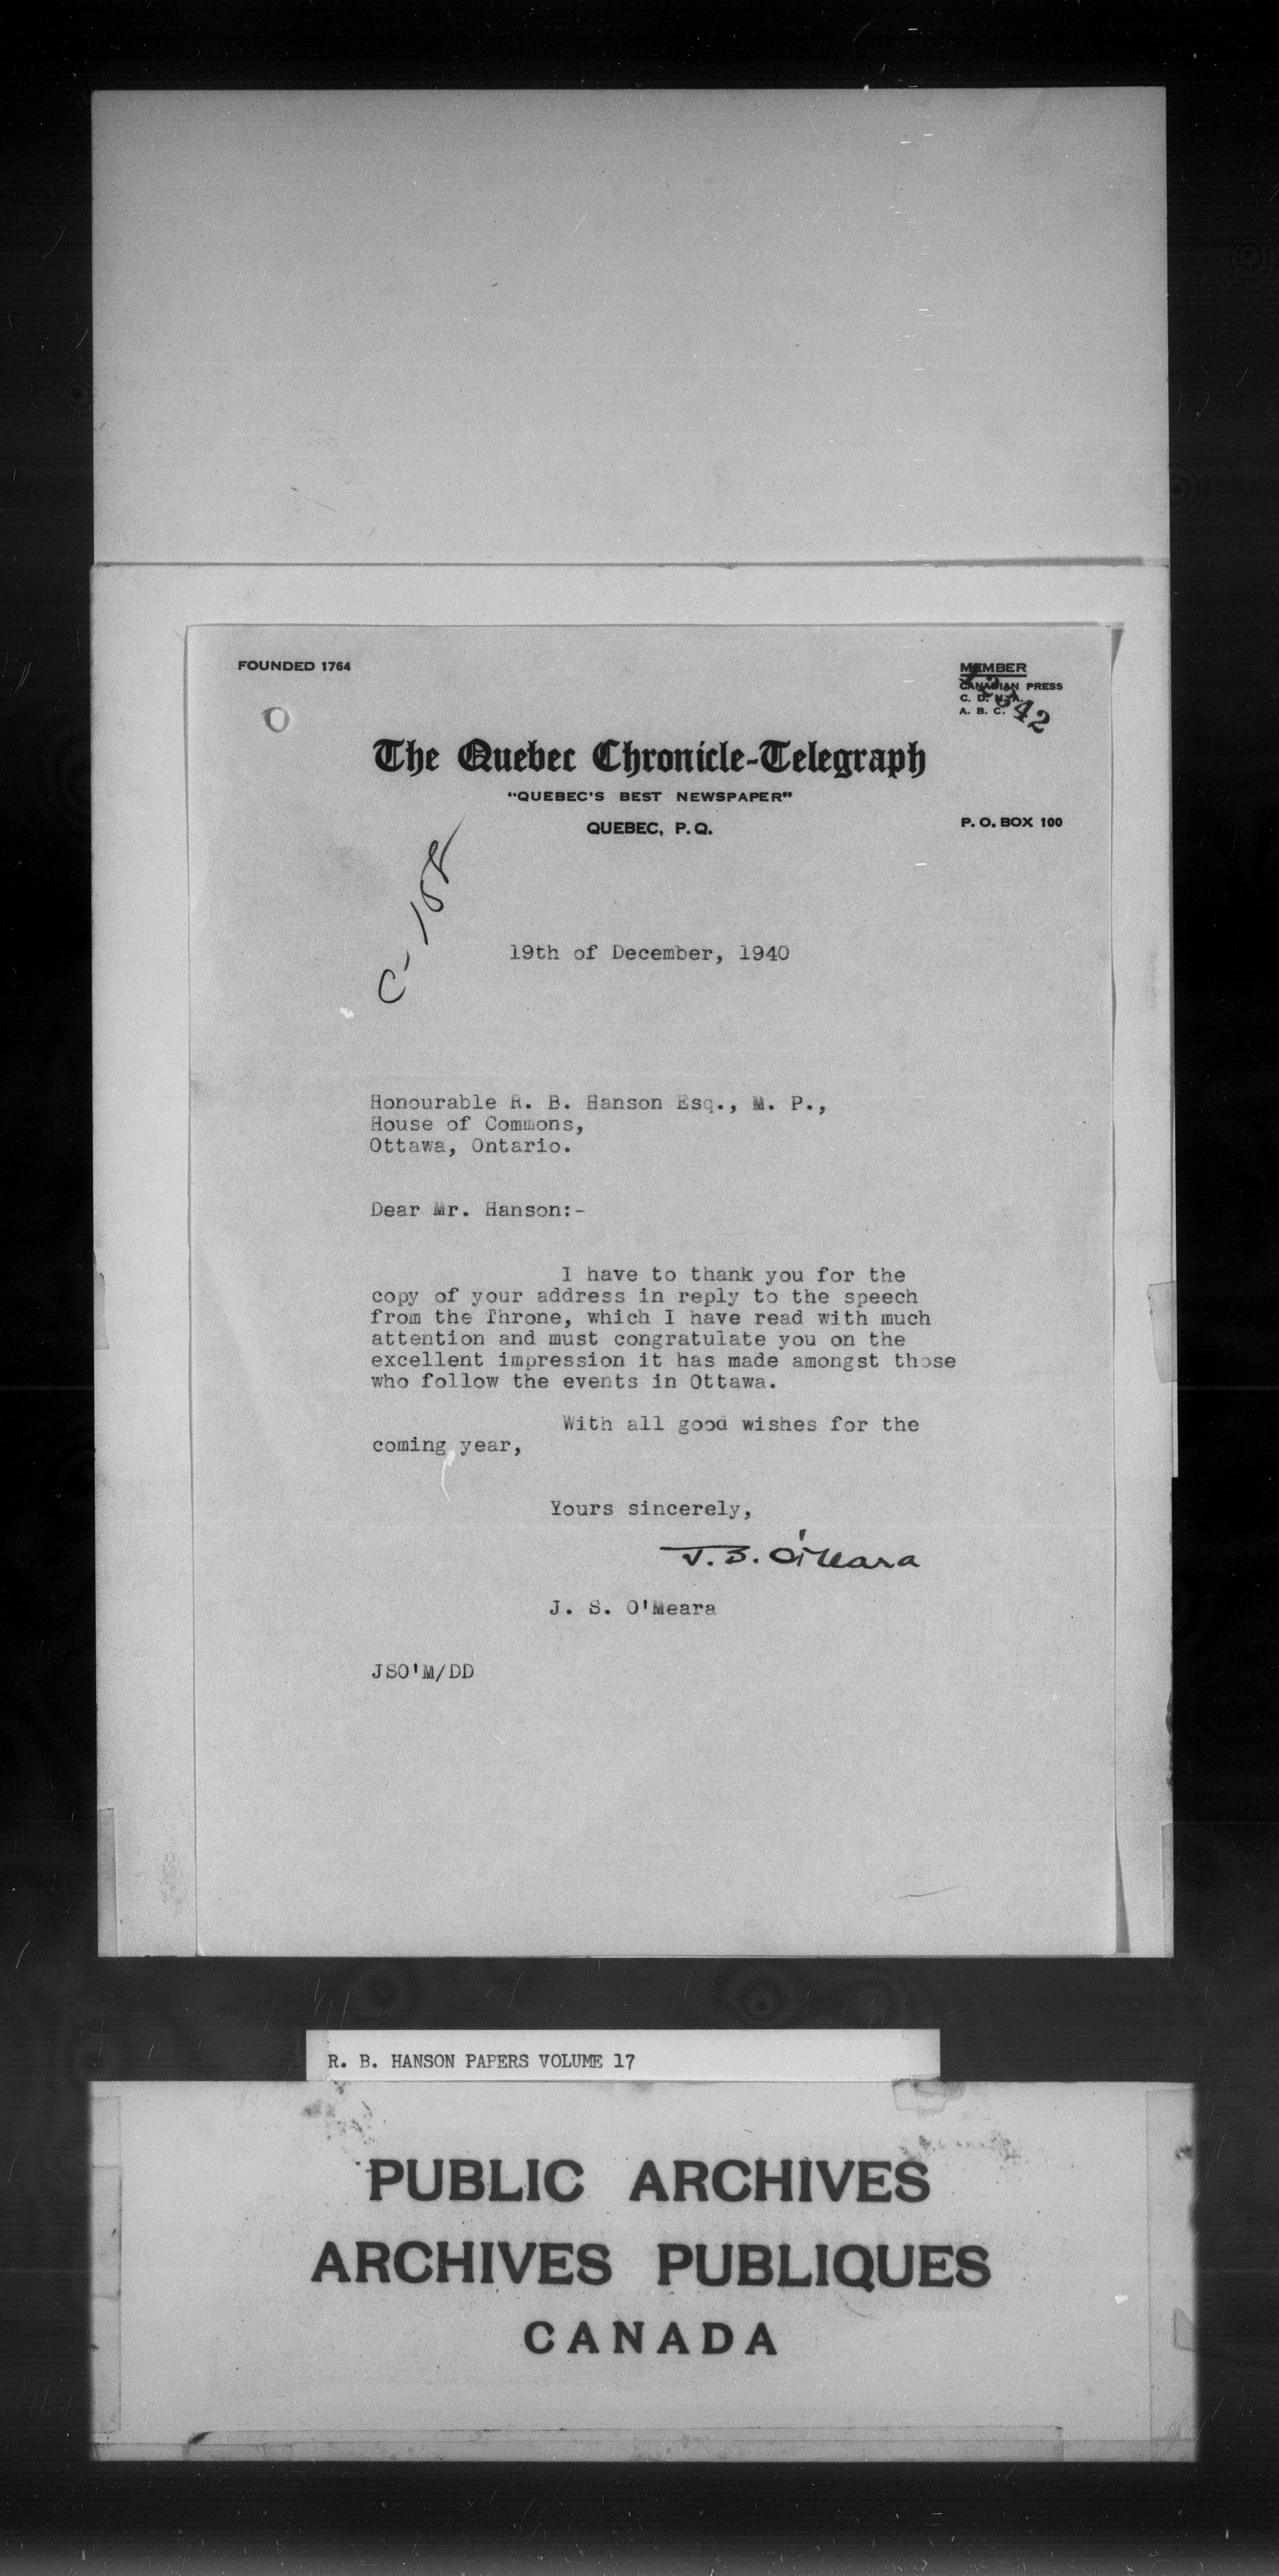 FOUNDED 1764
MEMBER
CANADIAN PRESS
C. D. N. A.
A. B. C.
The Quebec Chronicle-Telegraph
"QUEBEC'S BEST NEWSPAPER"
QUEBEC, P. Q.
P. O. BOX 100
C-158
19th of December, 1940
Honourable R. B. Hanson Esq., M. P.,
House of Commons,
Ottawa, Ontario.
Dear Mr. Hanson:-
I have to thank you for the
copy of your address in reply to the speech
from the Throne, which I have read with much
attention and must congratulate you on the
excellent impression it has made amongst those
who follow the events in Ottawa.
With all good wishes for the
coming year,
Yours sincerely,
J. S. O'Meara
J. S. O'Meara
JSO'M/DD
R. B. HANSON PAPERS VOLUME 17
PUBLIC ARCHIVES
ARCHIVES PUBLIQUES
CANADA